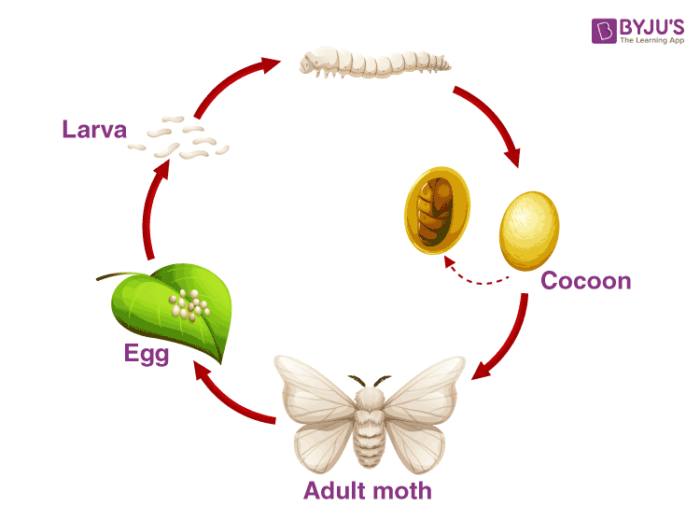 BYJU'S
The Learning App
Larva
Cocoon
Egg
Adult moth